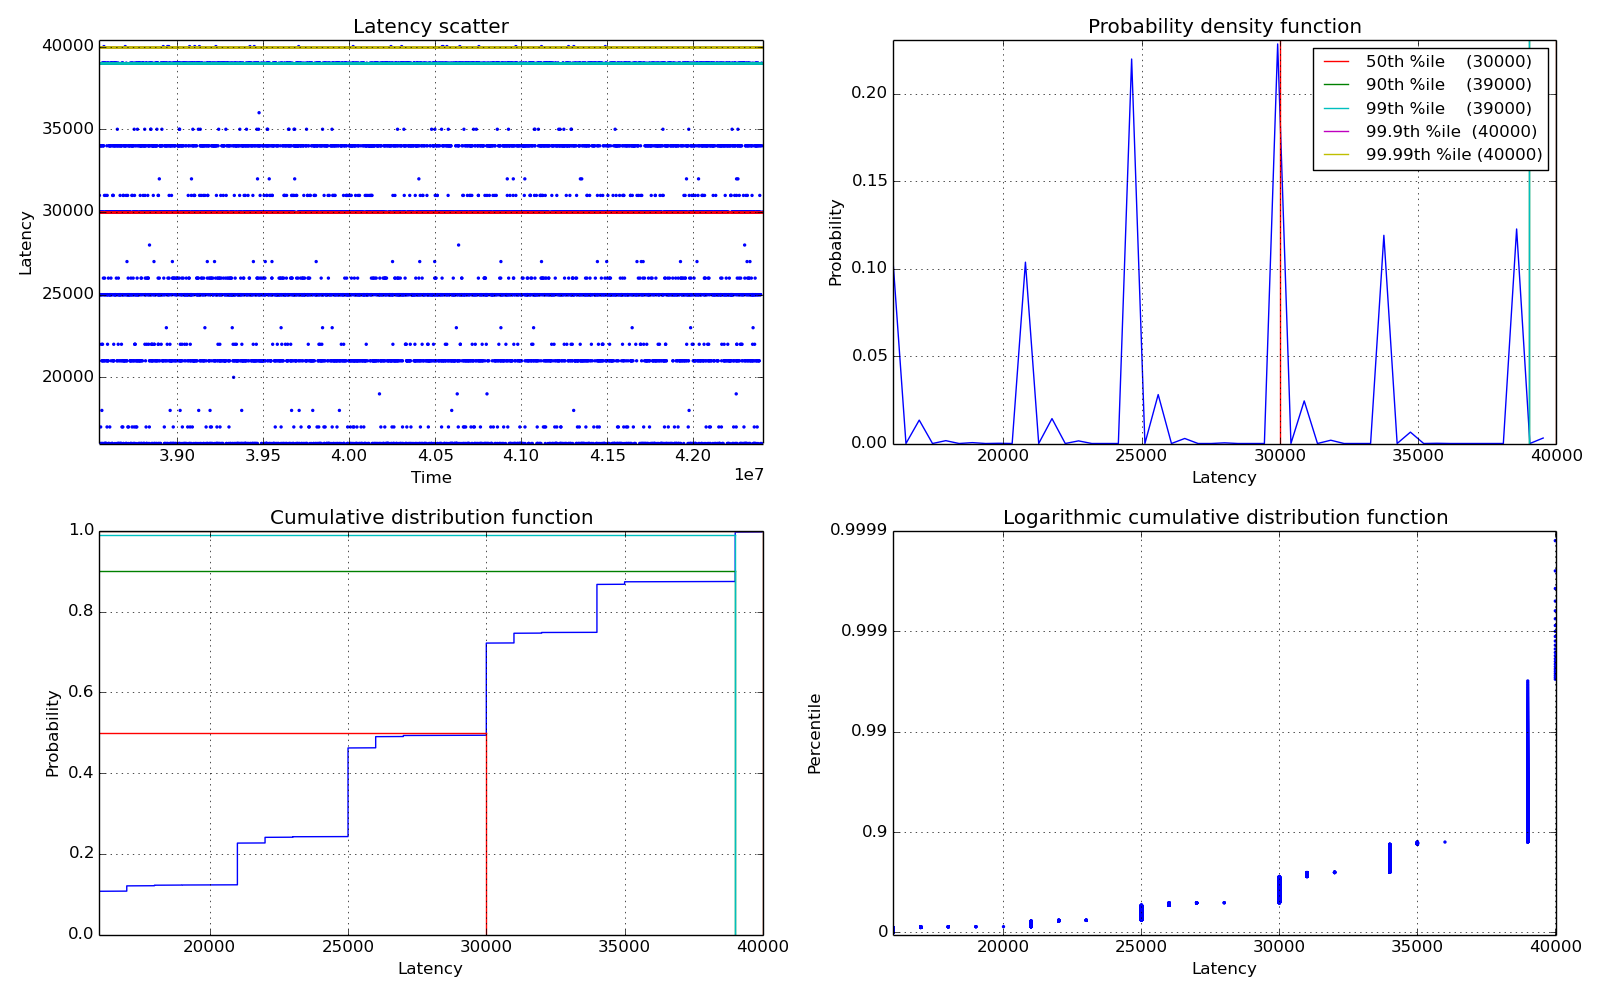 Latency scatter
40000
35000
30000
25000
20000
Latency
3.90 3.95 4.00 4.05 4.10 4.15 4.20
1e7
Time
Probability density function
0.20
0.15
0.10
0.05
0.00
Probability
50th %ile (30000)
90th %ile (39000)
99th %ile (39000)
99.9th %ile (40000)
99.99th %ile (40000)
20000 25000 30000 35000 40000
Latency
Cumulative distribution function
1.0
0.8
0.6
0.4
0.2
0.0
Probability
20000 25000 30000 35000 40000
Latency
Logarithmic cumulative distribution function
0.9999
0.999
0.99
0.9
0
Percentile
20000 25000 30000 35000 40000
Latency